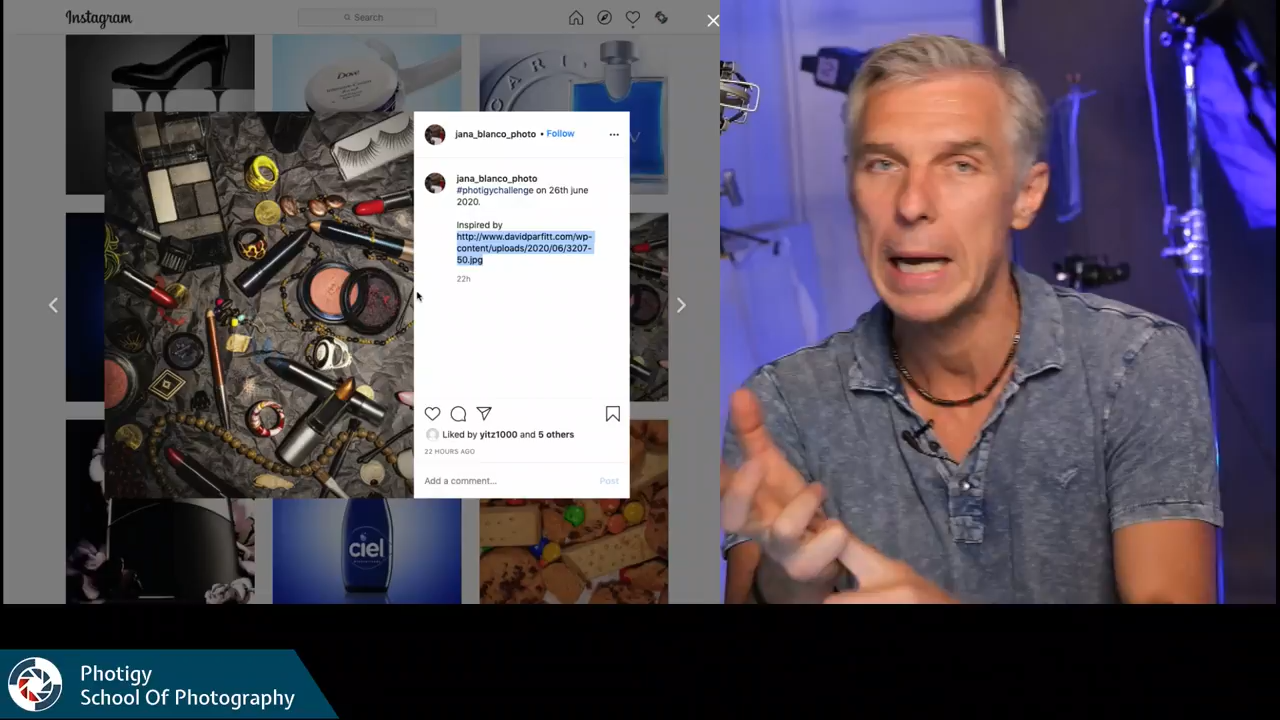 Instagram
Search
Dove
CARI
V
jana_blanco_photo • Follow
jana_blanco_photo
#photigychallenge on 26th june
2020.
Inspired by
http://www.davidparfitt.com/wp-
content/uploads/2020/06/3207-
50.jpg
22h
Liked by yitz1000 and 5 others
22 HOURS AGO
Add a comment...
Post
ciel
Photigy
School Of Photography